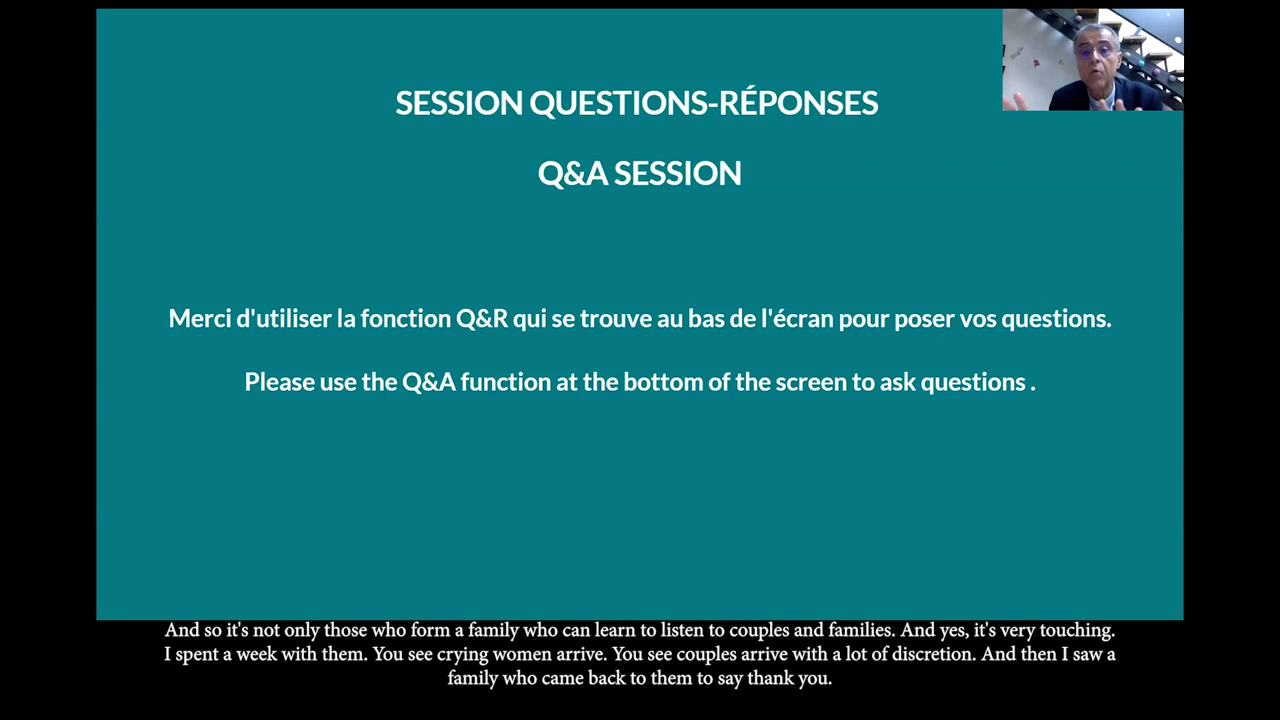 SESSION QUESTIONS-RÉPONSES
Q&A SESSION
Merci d'utiliser la fonction Q&R qui se trouve au bas de l'écran pour poser vos questions.
Please use the Q&A function at the bottom of the screen to ask questions .
And so it's not only those who form a family who can learn to listen to couples and families. And yes, it's very touching.
I spent a week with them. You see crying women arrive. You see couples arrive with a lot of discretion. And then I saw a
family who came back to them to say thank you.